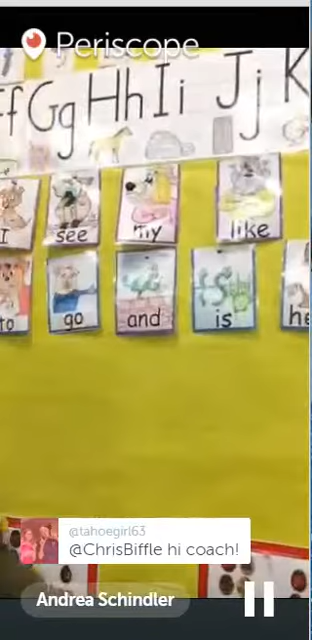 Periscope
f Gg Hh Ii Jj K
I see my like
to go and is he
@tahoegirl63
@ChrisBiffle hi coach!
Andrea Schindler